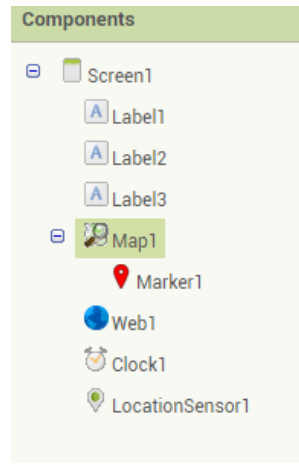 Components
Screen1
Label1
Label2
Label3
Map1
Marker1
Web1
Clock1
LocationSensor1